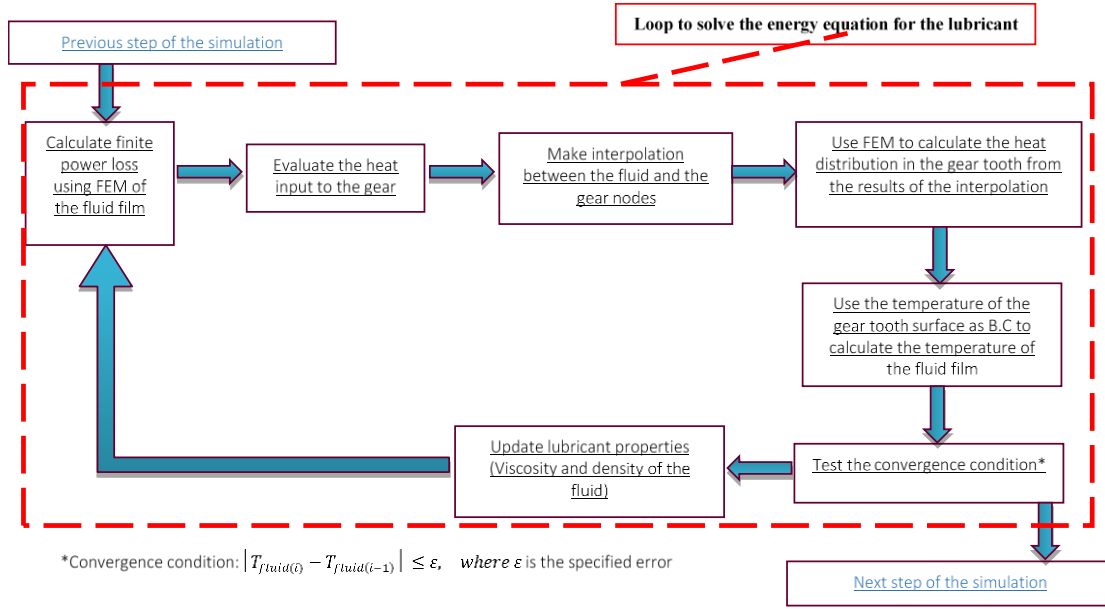 Loop to solve the energy equation for the lubricant
Previous step of the simulation
Calculate finite
power loss
using FEM of
the fluid film
Evaluate the heat
input to the gear
Make interpolation
between the fluid and the
gear nodes
Use FEM to calculate the heat
distribution in the gear tooth from
the results of the interpolation
Use the temperature of the
gear tooth surface as B.C to
calculate the temperature of
the fluid film
Test the convergence condition*
Update lubricant properties
(Viscosity and density of the
fluid)
*Convergence condition: |T_fluid(i) − T_fluid(i−1)| ≤ ε, where ε is the specified error
Next step of the simulation